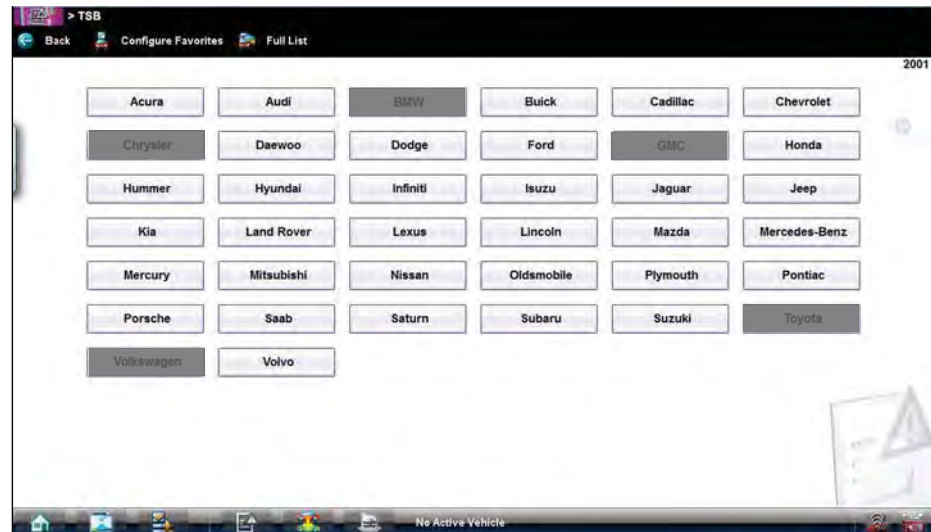 > TSB
Back Configure Favorites Full List
2001
Acura Audi BMW Buick Cadillac Chevrolet
Chrysler Daewoo Dodge Ford GMC Honda
Hummer Hyundai Infiniti Isuzu Jaguar Jeep
Kia Land Rover Lexus Lincoln Mazda Mercedes-Benz
Mercury Mitsubishi Nissan Oldsmobile Plymouth Pontiac
Porsche Saab Saturn Subaru Suzuki Toyota
Volkswagen Volvo
No Active Vehicle